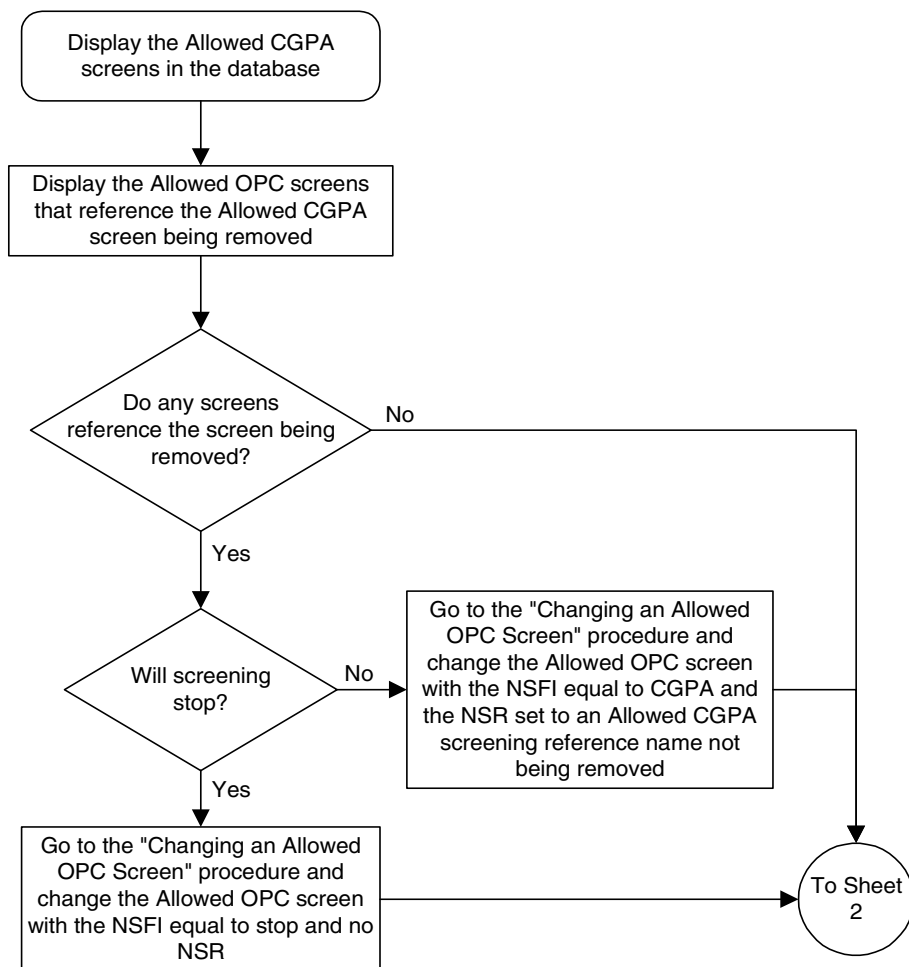 Display the Allowed CGPA
screens in the database
Display the Allowed OPC screens
that reference the Allowed CGPA
screen being removed
Do any screens
reference the screen being
removed?
No
Yes
Will screening
stop?
No
Go to the "Changing an Allowed
OPC Screen" procedure and
change the Allowed OPC screen
with the NSFI equal to CGPA and
the NSR set to an Allowed CGPA
screening reference name not
being removed
Yes
Go to the "Changing an Allowed
OPC Screen" procedure and
change the Allowed OPC screen
with the NSFI equal to stop and no
NSR
To Sheet
2